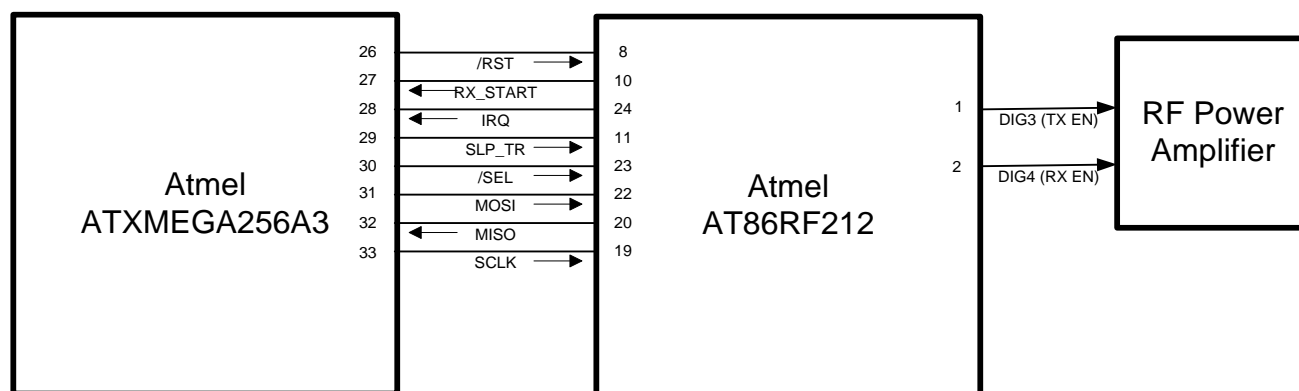 Atmel
ATXMEGA256A3
26
27
28
29
30
31
32
33
/RST
RX_START
IRQ
SLP_TR
/SEL
MOSI
MISO
SCLK
8
10
24
11
23
22
20
19
Atmel
AT86RF212
1
2
DIG3 (TX EN)
DIG4 (RX EN)
RF Power
Amplifier